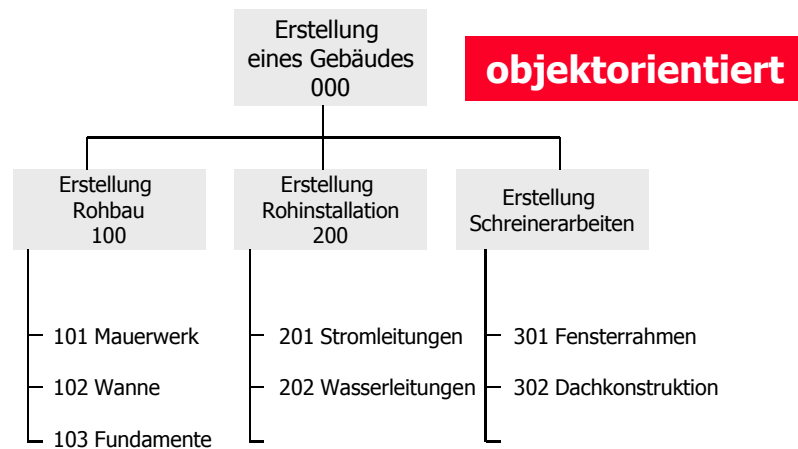 Erstellung
eines Gebäudes
000
objektorientiert
Erstellung
Rohbau
100
Erstellung
Rohinstallation
200
Erstellung
Schreinerarbeiten
101 Mauerwerk
102 Wanne
103 Fundamente
201 Stromleitungen
202 Wasserleitungen
301 Fensterrahmen
302 Dachkonstruktion